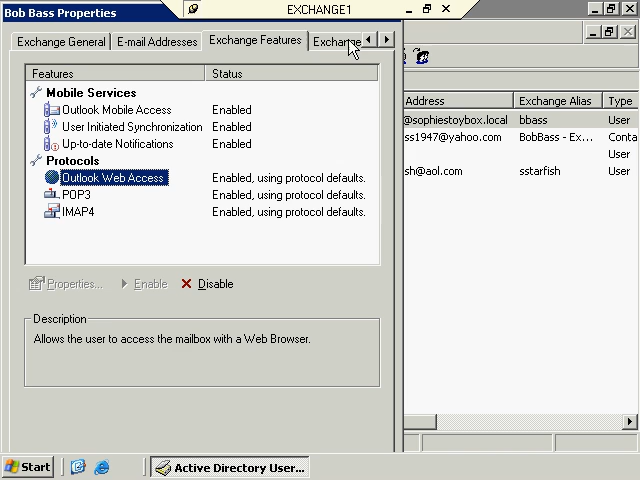 Bob Bass Properties
EXCHANGE1
Exchange General
E-mail Addresses
Exchange Features
Exchange
Features
Status
Mobile Services
Outlook Mobile Access Enabled
User Initiated Synchronization Enabled
Up-to-date Notifications Enabled
Protocols
Outlook Web Access Enabled, using protocol defaults.
POP3 Enabled, using protocol defaults.
IMAP4 Enabled, using protocol defaults.
Properties...
Enable
Disable
Description
Allows the user to access the mailbox with a Web Browser.
Address Exchange Alias Type
@sophiestoybox.local bbass User
ss1947@yahoo.com BobBass - Ex... Conta
User
sh@aol.com sstarfish User
Start
Active Directory User...